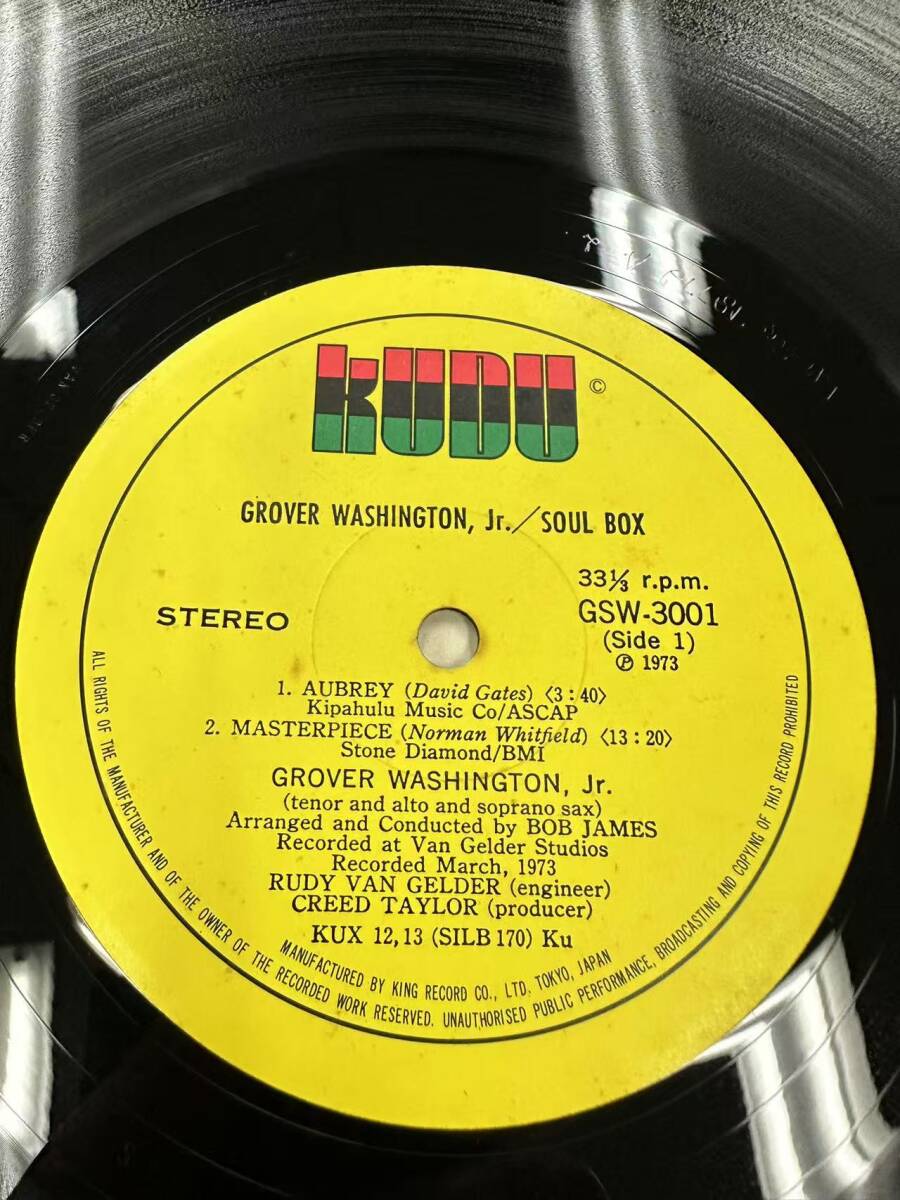 KUDU ©
GROVER WASHINGTON, Jr./SOUL BOX
STEREO
33⅓ r.p.m.
GSW-3001
(Side 1)
℗ 1973
1. AUBREY (David Gates) 〈3:40〉
Kipahulu Music Co/ASCAP
2. MASTERPIECE (Norman Whitfield) 〈13:20〉
Stone Diamond/BMI
GROVER WASHINGTON, Jr.
(tenor and alto and soprano sax)
Arranged and Conducted by BOB JAMES
Recorded at Van Gelder Studios
Recorded March, 1973
RUDY VAN GELDER (engineer)
CREED TAYLOR (producer)
KUX 12,13 (SILB 170) Ku
MANUFACTURED BY KING RECORD CO., LTD. TOKYO, JAPAN
ALL RIGHTS OF THE MANUFACTURER AND OF THE OWNER OF THE RECORDED WORK RESERVED. UNAUTHORISED PUBLIC PERFORMANCE, BROADCASTING AND COPYING OF THIS RECORD PROHIBITED